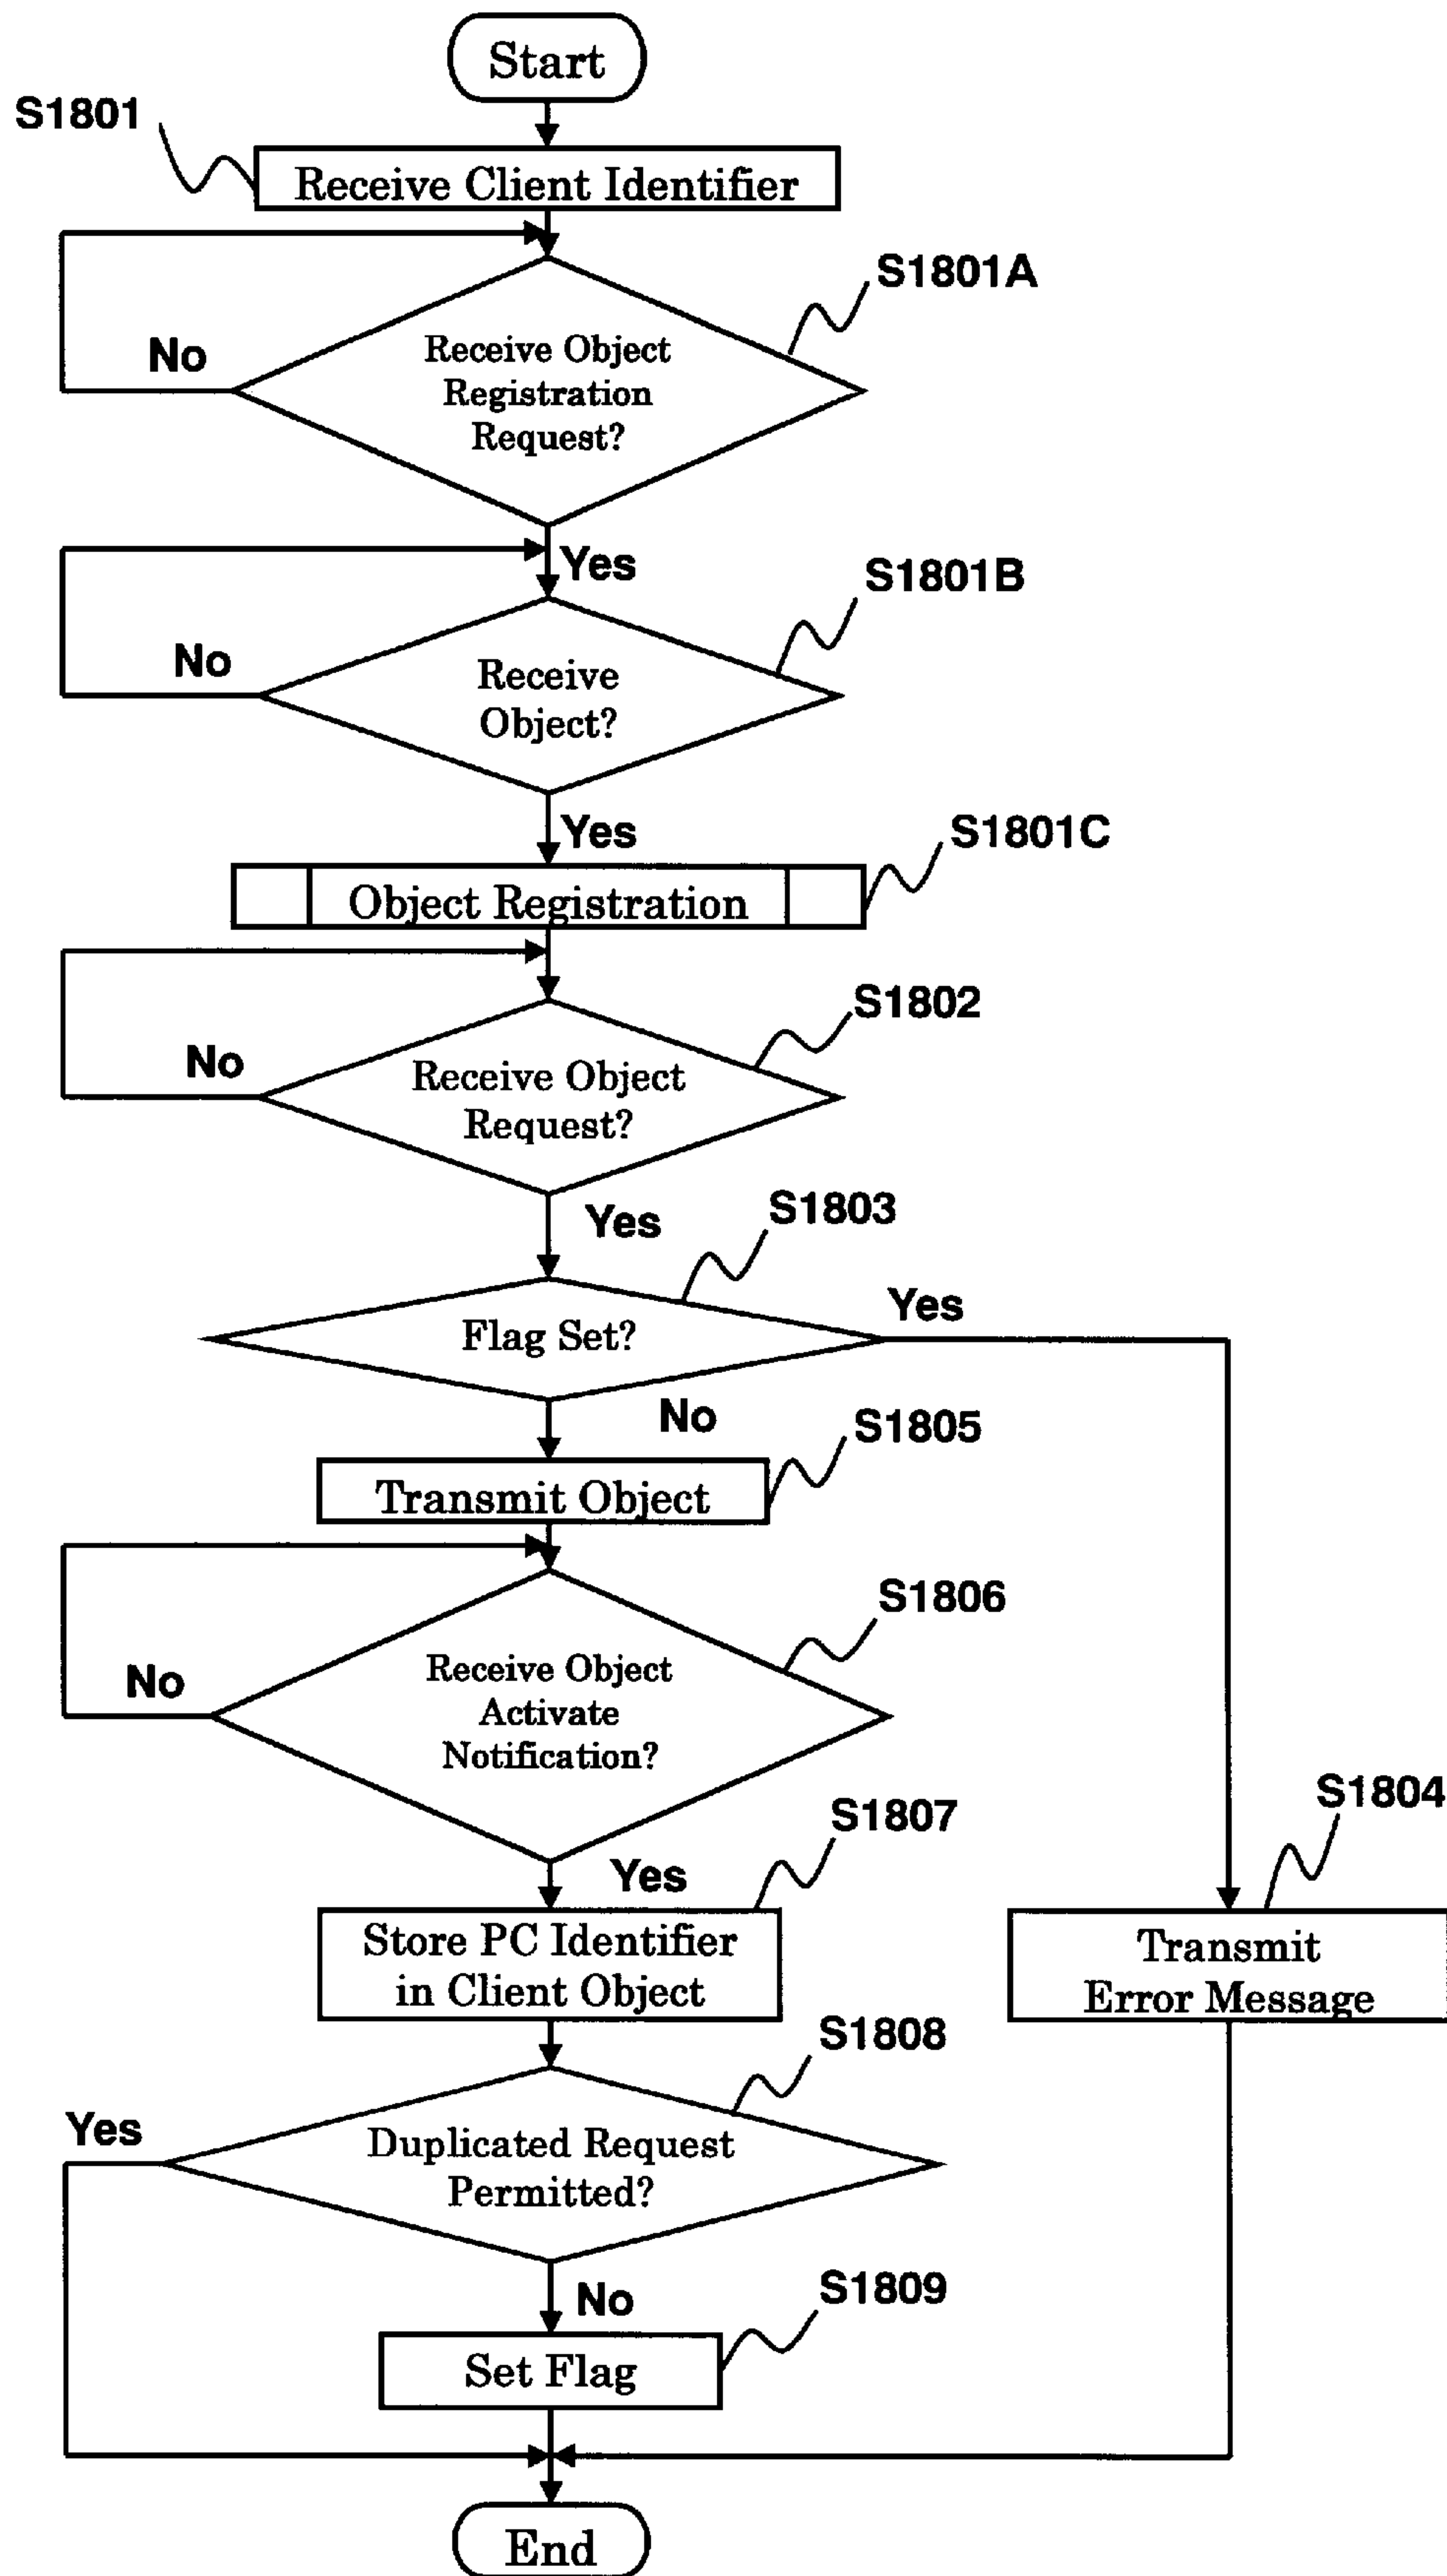 Start
S1801
Receive Client Identifier
S1801A
Receive Object
Registration
Request?
No
Yes
S1801B
Receive
Object?
No
Yes
S1801C
Object Registration
S1802
Receive Object
Request?
No
Yes
S1803
Flag Set?
Yes
No
S1805
Transmit Object
S1806
Receive Object
Activate
Notification?
No
Yes
S1807
Store PC Identifier
in Client Object
S1804
Transmit
Error Message
S1808
Duplicated Request
Permitted?
Yes
No
S1809
Set Flag
End